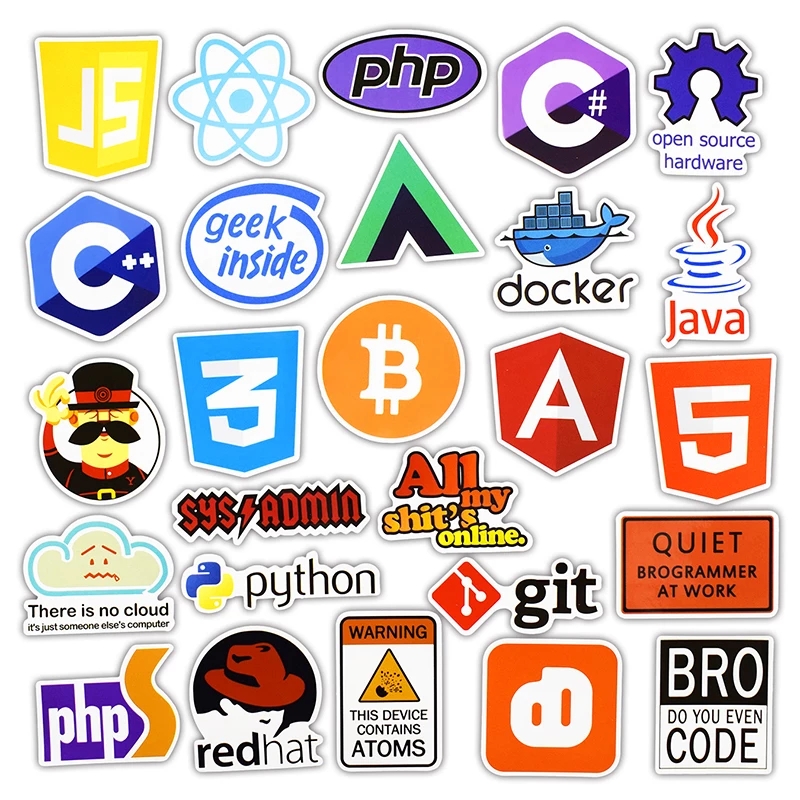 JS
php
C#
open source
hardware
C++
geek
inside
docker
Java
3
B
A
5
SYS ADMIN
All
my
shit's
online.
QUIET
BROGRAMMER
AT WORK
There is no cloud
it's just someone else's computer
python
git
phpS
redhat
WARNING
THIS DEVICE
CONTAINS
ATOMS
BRO
DO YOU EVEN
CODE